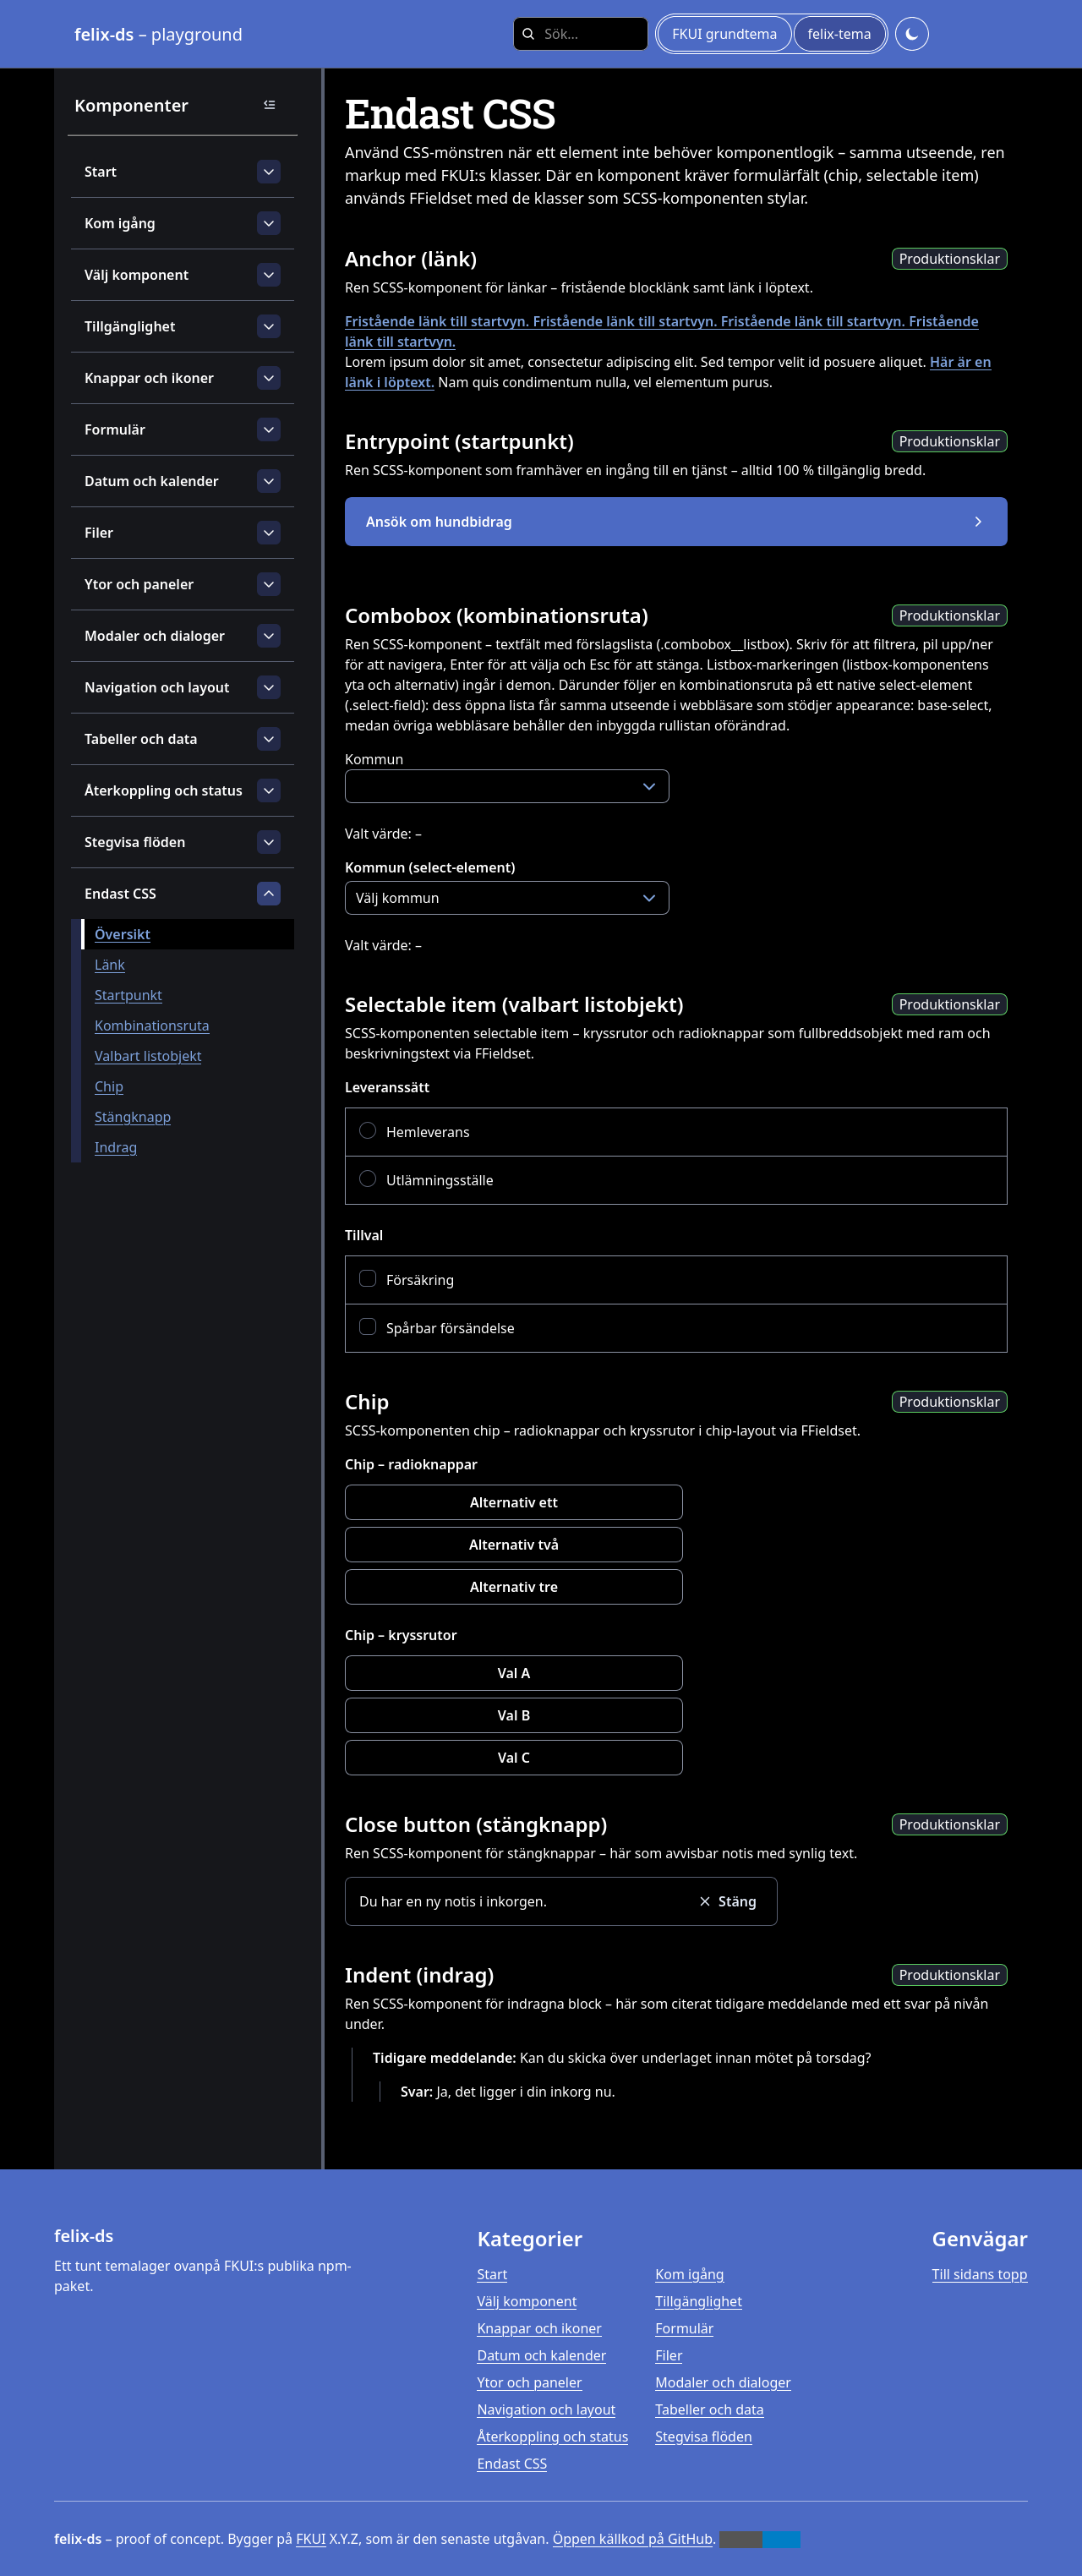 felix-ds – playground
Sök...
FKUI grundtema
felix-tema
Komponenter
Start
Kom igång
Välj komponent
Tillgänglighet
Knappar och ikoner
Formulär
Datum och kalender
Filer
Ytor och paneler
Modaler och dialoger
Navigation och layout
Tabeller och data
Återkoppling och status
Stegvisa flöden
Endast CSS
Översikt
Länk
Startpunkt
Kombinationsruta
Valbart listobjekt
Chip
Stängknapp
Indrag
Endast CSS
Använd CSS-mönstren när ett element inte behöver komponentlogik – samma utseende, ren
markup med FKUI:s klasser. Där en komponent kräver formulärfält (chip, selectable item)
används FFieldset med de klasser som SCSS-komponenten stylar.
Anchor (länk)
Produktionsklar
Ren SCSS-komponent för länkar – fristående blocklänk samt länk i löptext.
Fristående länk till startvyn. Fristående länk till startvyn. Fristående länk till startvyn. Fristående
länk till startvyn.
Lorem ipsum dolor sit amet, consectetur adipiscing elit. Sed tempor velit id posuere aliquet. Här är en
länk i löptext. Nam quis condimentum nulla, vel elementum purus.
Entrypoint (startpunkt)
Produktionsklar
Ren SCSS-komponent som framhäver en ingång till en tjänst – alltid 100 % tillgänglig bredd.
Ansök om hundbidrag
Combobox (kombinationsruta)
Produktionsklar
Ren SCSS-komponent – textfält med förslagslista (.combobox__listbox). Skriv för att filtrera, pil upp/ner
för att navigera, Enter för att välja och Esc för att stänga. Listbox-markeringen (listbox-komponentens
yta och alternativ) ingår i demon. Därunder följer en kombinationsruta på ett native select-element
(.select-field): dess öppna lista får samma utseende i webbläsare som stödjer appearance: base-select,
medan övriga webbläsare behåller den inbyggda rullistan oförändrad.
Kommun
Valt värde: –
Kommun (select-element)
Välj kommun
Valt värde: –
Selectable item (valbart listobjekt)
Produktionsklar
SCSS-komponenten selectable item – kryssrutor och radioknappar som fullbreddsobjekt med ram och
beskrivningstext via FFieldset.
Leveranssätt
Hemleverans
Utlämningsställe
Tillval
Försäkring
Spårbar försändelse
Chip
Produktionsklar
SCSS-komponenten chip – radioknappar och kryssrutor i chip-layout via FFieldset.
Chip – radioknappar
Alternativ ett
Alternativ två
Alternativ tre
Chip – kryssrutor
Val A
Val B
Val C
Close button (stängknapp)
Produktionsklar
Ren SCSS-komponent för stängknappar – här som avvisbar notis med synlig text.
Du har en ny notis i inkorgen.
Stäng
Indent (indrag)
Produktionsklar
Ren SCSS-komponent för indragna block – här som citerat tidigare meddelande med ett svar på nivån
under.
Tidigare meddelande: Kan du skicka över underlaget innan mötet på torsdag?
Svar: Ja, det ligger i din inkorg nu.
felix-ds
Ett tunt temalager ovanpå FKUI:s publika npm-
paket.
Kategorier
Start
Kom igång
Välj komponent
Tillgänglighet
Knappar och ikoner
Formulär
Datum och kalender
Filer
Ytor och paneler
Modaler och dialoger
Navigation och layout
Tabeller och data
Återkoppling och status
Stegvisa flöden
Endast CSS
Genvägar
Till sidans topp
felix-ds – proof of concept. Bygger på FKUI X.Y.Z, som är den senaste utgåvan. Öppen källkod på GitHub.